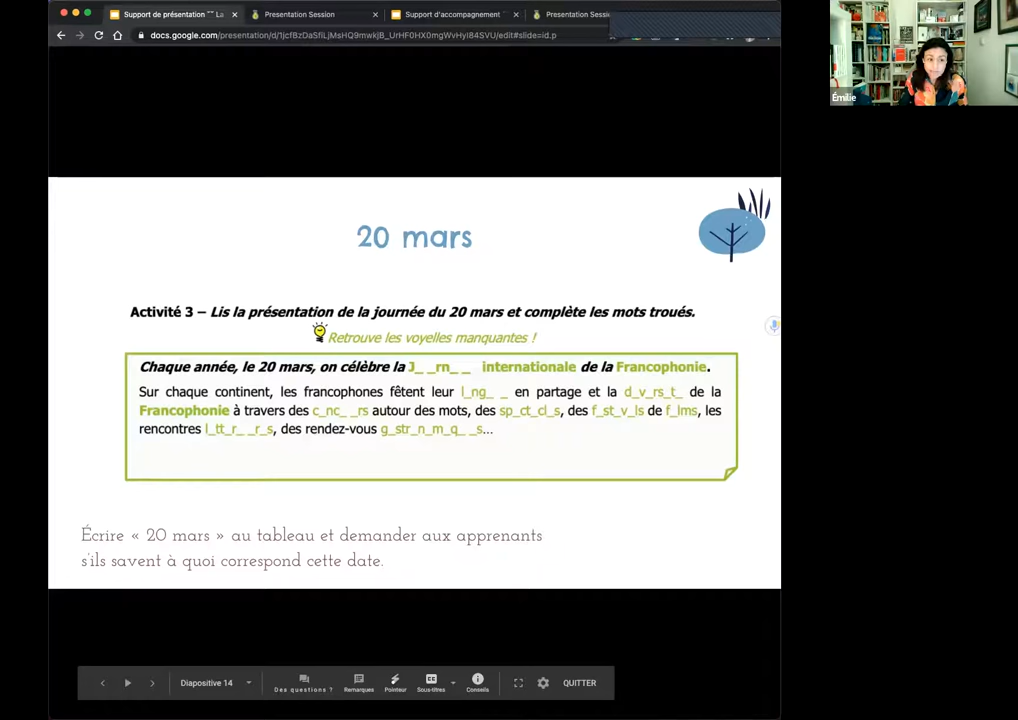 Support de présentation "" La
Presentation Session
Support d'accompagnement
Presentation Sessi
docs.google.com/presentation/d/1jcfBzDaSfiLjMsHQ9mwkjB_UrHF0HX0mgWvHyI84SVU/edit#slide=id.p
Émilie
20 mars
Activité 3 – Lis la présentation de la journée du 20 mars et complète les mots troués.
Retrouve les voyelles manquantes !
Chaque année, le 20 mars, on célèbre la J_ _rn_ _ internationale de la Francophonie.
Sur chaque continent, les francophones fêtent leur l_ng_ _ en partage et la d_v_rs_t_ de la
Francophonie à travers des c_nc_ _rs autour des mots, des sp_ct_cl_s, des f_st_v_ls de f_lms, les
rencontres l_tt_r_ _r_s, des rendez-vous g_str_n_m_q_ _s...
Écrire « 20 mars » au tableau et demander aux apprenants
s'ils savent à quoi correspond cette date.
Diapositive 14
Des questions ?
Remarques
Pointeur
Sous-titres
Conseils
QUITTER